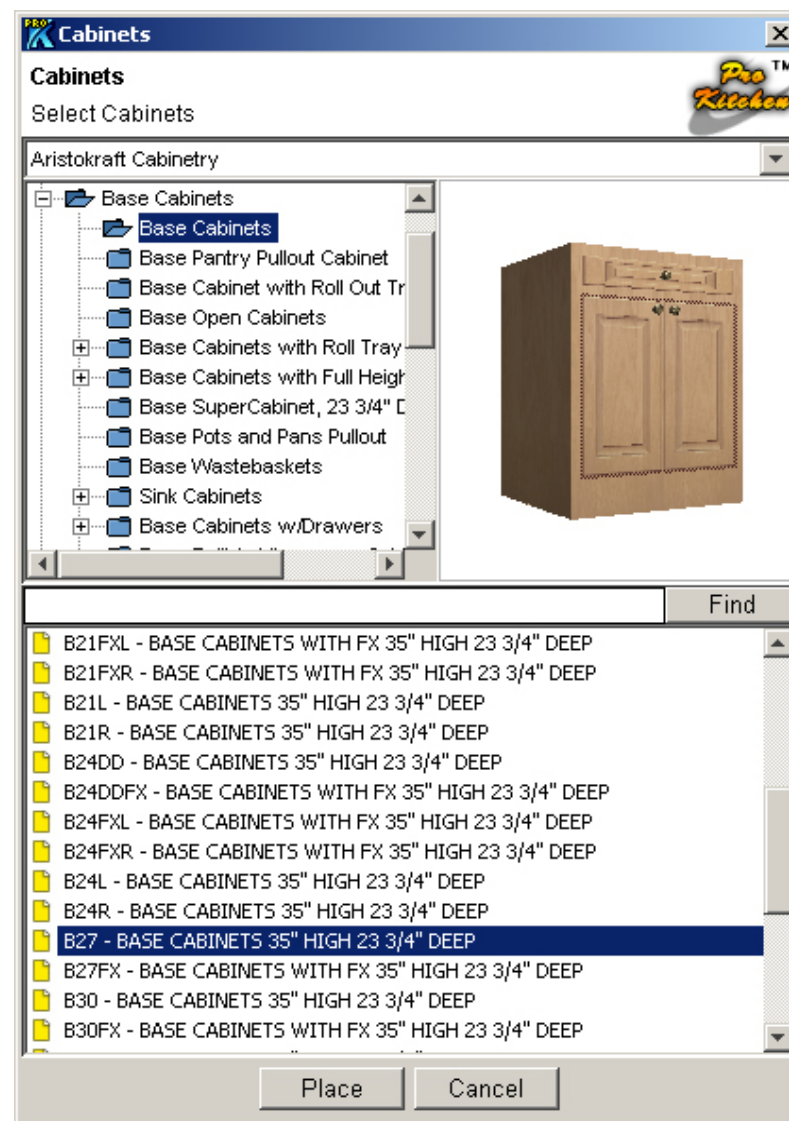 PRO
Cabinets
Cabinets
Select Cabinets
Pro Kitchen™
Aristokraft Cabinetry
Base Cabinets
Base Cabinets
Base Pantry Pullout Cabinet
Base Cabinet with Roll Out Tr
Base Open Cabinets
Base Cabinets with Roll Tray
Base Cabinets with Full Heigh
Base SuperCabinet, 23 3/4" D
Base Pots and Pans Pullout
Base Wastebaskets
Sink Cabinets
Base Cabinets w/Drawers
Find
B21FXL - BASE CABINETS WITH FX 35" HIGH 23 3/4" DEEP
B21FXR - BASE CABINETS WITH FX 35" HIGH 23 3/4" DEEP
B21L - BASE CABINETS 35" HIGH 23 3/4" DEEP
B21R - BASE CABINETS 35" HIGH 23 3/4" DEEP
B24DD - BASE CABINETS 35" HIGH 23 3/4" DEEP
B24DDFX - BASE CABINETS WITH FX 35" HIGH 23 3/4" DEEP
B24FXL - BASE CABINETS WITH FX 35" HIGH 23 3/4" DEEP
B24FXR - BASE CABINETS WITH FX 35" HIGH 23 3/4" DEEP
B24L - BASE CABINETS 35" HIGH 23 3/4" DEEP
B24R - BASE CABINETS 35" HIGH 23 3/4" DEEP
B27 - BASE CABINETS 35" HIGH 23 3/4" DEEP
B27FX - BASE CABINETS WITH FX 35" HIGH 23 3/4" DEEP
B30 - BASE CABINETS 35" HIGH 23 3/4" DEEP
B30FX - BASE CABINETS WITH FX 35" HIGH 23 3/4" DEEP
Place
Cancel